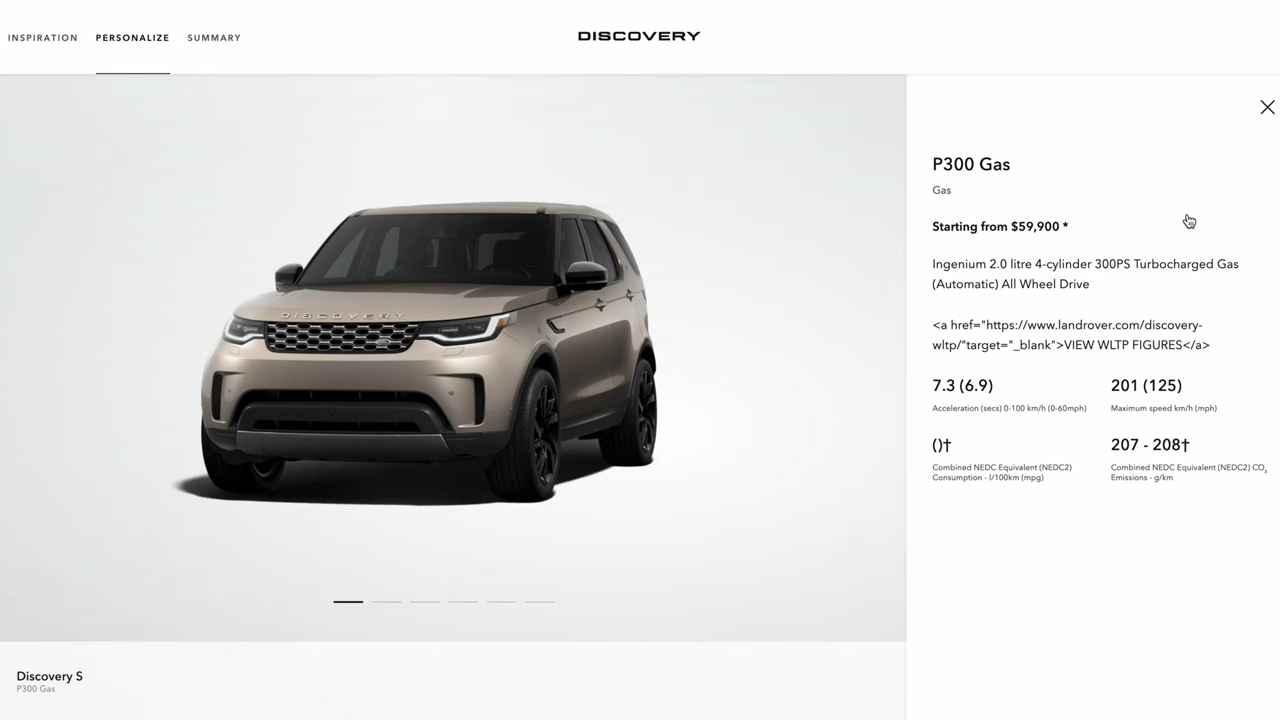 INSPIRATION
PERSONALIZE
SUMMARY
DISCOVERY
P300 Gas
Gas
Starting from $59,900 *
Ingenium 2.0 litre 4-cylinder 300PS Turbocharged Gas
(Automatic) All Wheel Drive
<a href="https://www.landrover.com/discovery-
wltp/"target="_blank">VIEW WLTP FIGURES</a>
7.3 (6.9)
Acceleration (secs) 0-100 km/h (0-60mph)
201 (125)
Maximum speed km/h (mph)
()†
Combined NEDC Equivalent (NEDC2)
Consumption - l/100km (mpg)
207 - 208†
Combined NEDC Equivalent (NEDC2) CO₂
Emissions - g/km
DISCOVERY
Discovery S
P300 Gas